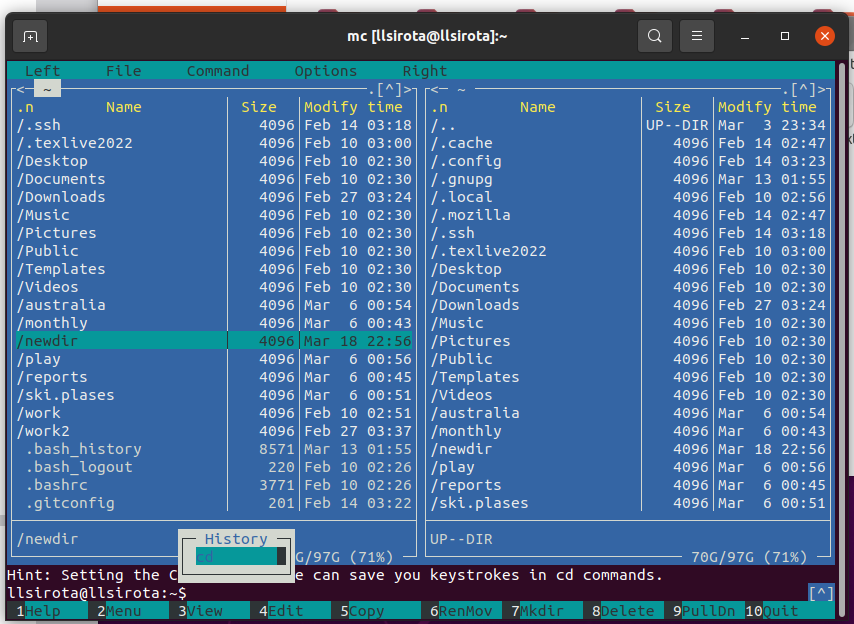 mc [llsirota@llsirota]:~
Left File Command Options Right
<─ ~ ─.[^]>
.n Name Size Modify time
/.ssh 4096 Feb 14 03:18
/.texlive2022 4096 Feb 10 03:00
/Desktop 4096 Feb 10 02:30
/Documents 4096 Feb 10 02:30
/Downloads 4096 Feb 27 03:24
/Music 4096 Feb 10 02:30
/Pictures 4096 Feb 10 02:30
/Public 4096 Feb 10 02:30
/Templates 4096 Feb 10 02:30
/Videos 4096 Feb 10 02:30
/australia 4096 Mar 6 00:54
/monthly 4096 Mar 6 00:43
/newdir 4096 Mar 18 22:56
/play 4096 Mar 6 00:56
/reports 4096 Mar 6 00:45
/ski.plases 4096 Mar 6 00:51
/work 4096 Feb 10 02:51
/work2 4096 Feb 27 03:37
.bash_history 8571 Mar 13 01:55
.bash_logout 220 Feb 10 02:26
.bashrc 3771 Feb 10 02:26
.gitconfig 201 Feb 14 03:22
/newdir
G/97G (71%)
<─ ~ ─.[^]>
.n Name Size Modify time
/.. UP--DIR Mar 3 23:34
/.cache 4096 Feb 14 02:47
/.config 4096 Feb 14 03:23
/.gnupg 4096 Mar 13 01:55
/.local 4096 Feb 10 02:56
/.mozilla 4096 Feb 14 02:47
/.ssh 4096 Feb 14 03:18
/.texlive2022 4096 Feb 10 03:00
/Desktop 4096 Feb 10 02:30
/Documents 4096 Feb 10 02:30
/Downloads 4096 Feb 27 03:24
/Music 4096 Feb 10 02:30
/Pictures 4096 Feb 10 02:30
/Public 4096 Feb 10 02:30
/Templates 4096 Feb 10 02:30
/Videos 4096 Feb 10 02:30
/australia 4096 Mar 6 00:54
/monthly 4096 Mar 6 00:43
/newdir 4096 Mar 18 22:56
/play 4096 Mar 6 00:56
/reports 4096 Mar 6 00:45
/ski.plases 4096 Mar 6 00:51
UP--DIR
70G/97G (71%)
History
cd
Hint: Setting the C e can save you keystrokes in cd commands.
llsirota@llsirota:~$ [^]
1Help 2Menu 3View 4Edit 5Copy 6RenMov 7Mkdir 8Delete 9PullDn 10Quit